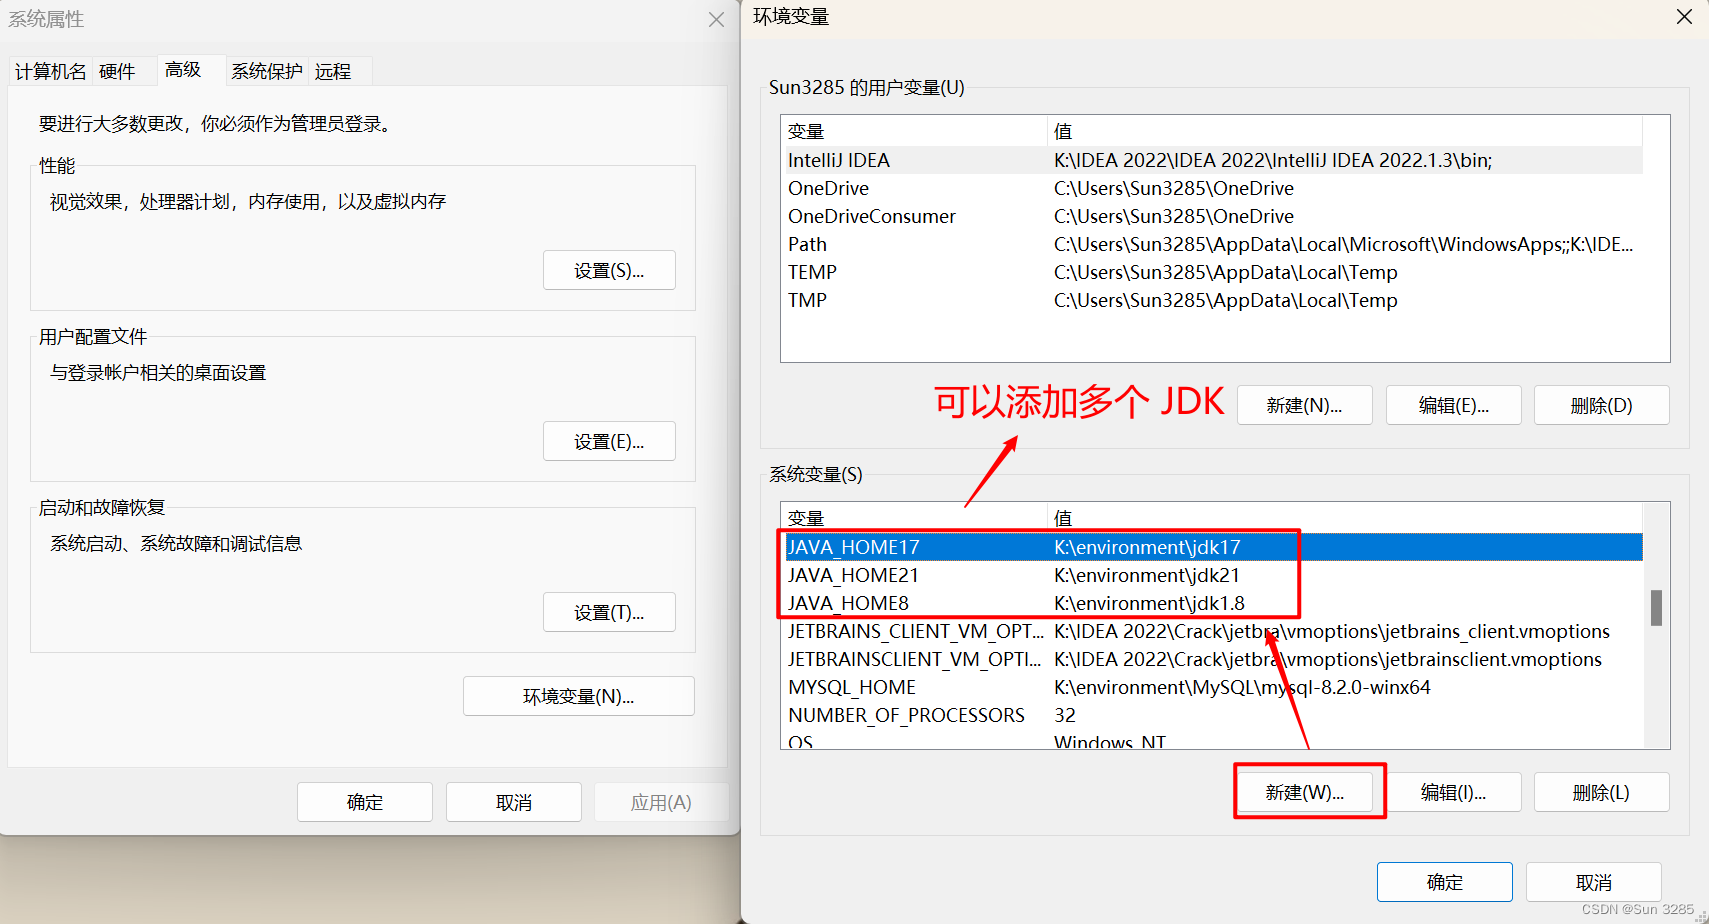 系统属性
计算机名
硬件
高级
系统保护
远程
要进行大多数更改，你必须作为管理员登录。
性能
视觉效果，处理器计划，内存使用，以及虚拟内存
设置(S)...
用户配置文件
与登录帐户相关的桌面设置
设置(E)...
启动和故障恢复
系统启动、系统故障和调试信息
设置(T)...
环境变量(N)...
确定
取消
应用(A)
环境变量
Sun3285 的用户变量(U)
变量 值
IntelliJ IDEA K:\IDEA 2022\IDEA 2022\IntelliJ IDEA 2022.1.3\bin;
OneDrive C:\Users\Sun3285\OneDrive
OneDriveConsumer C:\Users\Sun3285\OneDrive
Path C:\Users\Sun3285\AppData\Local\Microsoft\WindowsApps;;K:\IDE...
TEMP C:\Users\Sun3285\AppData\Local\Temp
TMP C:\Users\Sun3285\AppData\Local\Temp
可以添加多个 JDK
新建(N)...
编辑(E)...
删除(D)
系统变量(S)
变量 值
JAVA_HOME17 K:\environment\jdk17
JAVA_HOME21 K:\environment\jdk21
JAVA_HOME8 K:\environment\jdk1.8
JETBRAINS_CLIENT_VM_OPT... K:\IDEA 2022\Crack\jetbra\vmoptions\jetbrains_client.vmoptions
JETBRAINSCLIENT_VM_OPTI... K:\IDEA 2022\Crack\jetbra\vmoptions\jetbrainsclient.vmoptions
MYSQL_HOME K:\environment\MySQL\mysql-8.2.0-winx64
NUMBER_OF_PROCESSORS 32
OS Windows_NT
新建(W)...
编辑(I)...
删除(L)
确定
取消
CSDN @Sun 3285